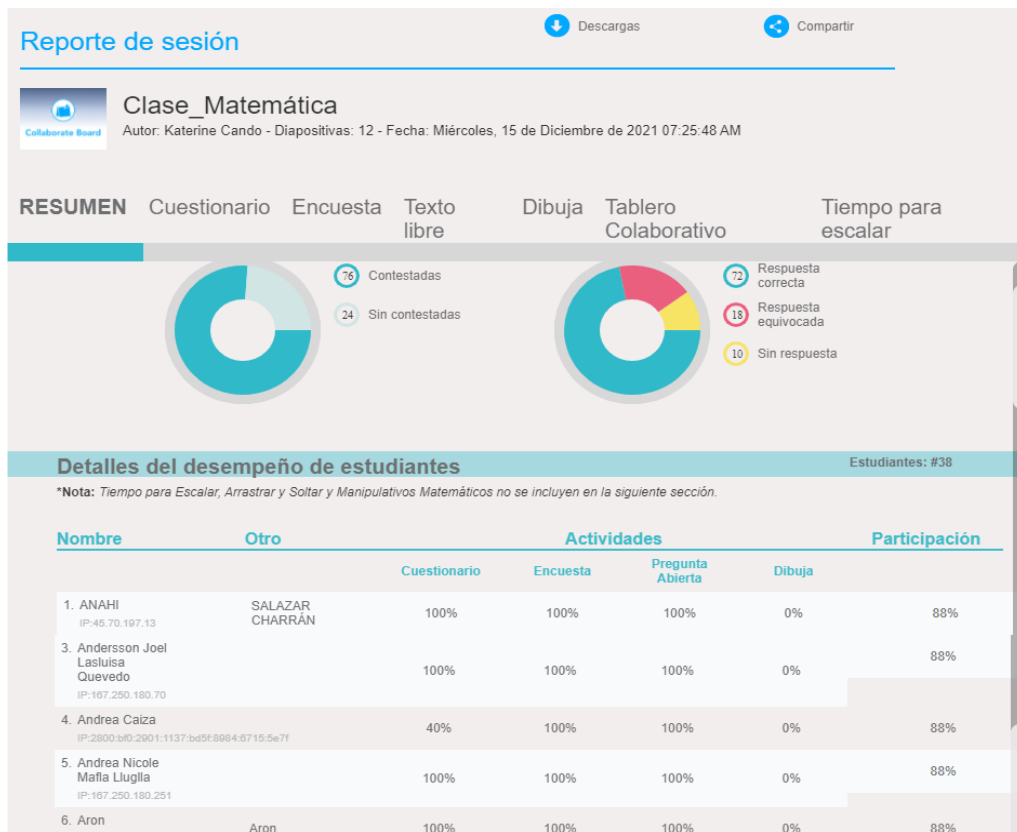 Reporte de sesión
Descargas
Compartir
Collaborate Board
Clase_Matemática
Autor: Katerine Cando - Diapositivas: 12 - Fecha: Miércoles, 15 de Diciembre de 2021 07:25:48 AM
RESUMEN Cuestionario Encuesta Texto libre Dibuja Tablero Colaborativo Tiempo para escalar
76 Contestadas
24 Sin contestadas
72 Respuesta correcta
18 Respuesta equivocada
10 Sin respuesta
Detalles del desempeño de estudiantes
Estudiantes: #38
*Nota: Tiempo para Escalar, Arrastrar y Soltar y Manipulativos Matemáticos no se incluyen en la siguiente sección.
Nombre Otro Actividades Participación
Cuestionario Encuesta Pregunta Abierta Dibuja
1. ANAHI SALAZAR CHARRÁN 100% 100% 100% 0% 88%
IP:45.70.197.13
3. Andersson Joel
Lasluisa
Quevedo 100% 100% 100% 0% 88%
IP:167.250.180.70
4. Andrea Caiza 40% 100% 100% 0% 88%
IP:2800:bf0:2901:1137:bd5f:8984:6715:5e7f
5. Andrea Nicole
Mafla Lluglla 100% 100% 100% 0% 88%
IP:167.250.180.251
6. Aron Aron 100% 100% 100% 0% 88%